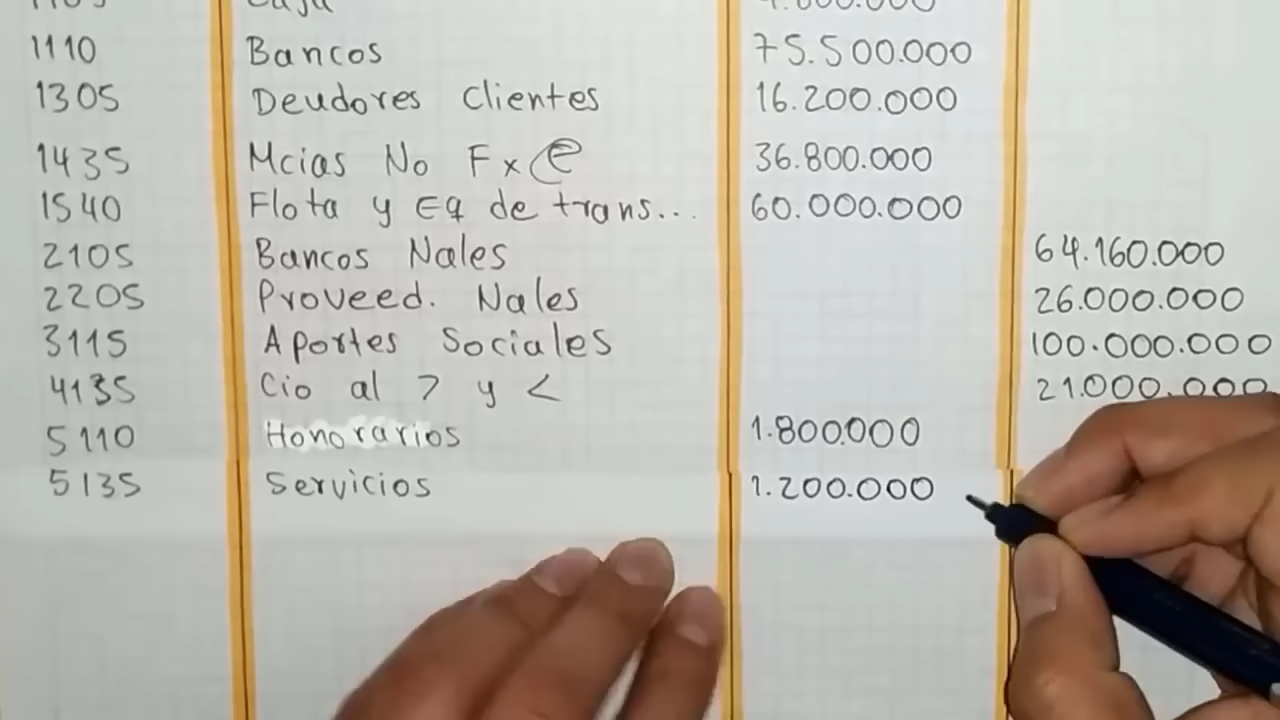 1105 Caja
1110 Bancos 75.500.000
1305 Deudores Clientes 16.200.000
1435 Mcias No F x e 36.800.000
1540 Flota y Eq de trans... 60.000.000
2105 Bancos Nales 64.160.000
2205 Proveed. Nales 26.000.000
3115 Aportes Sociales 100.000.000
4135 Cio al > y < 21.000.000
5110 Honorarios 1.800.000
5135 Servicios 1.200.000